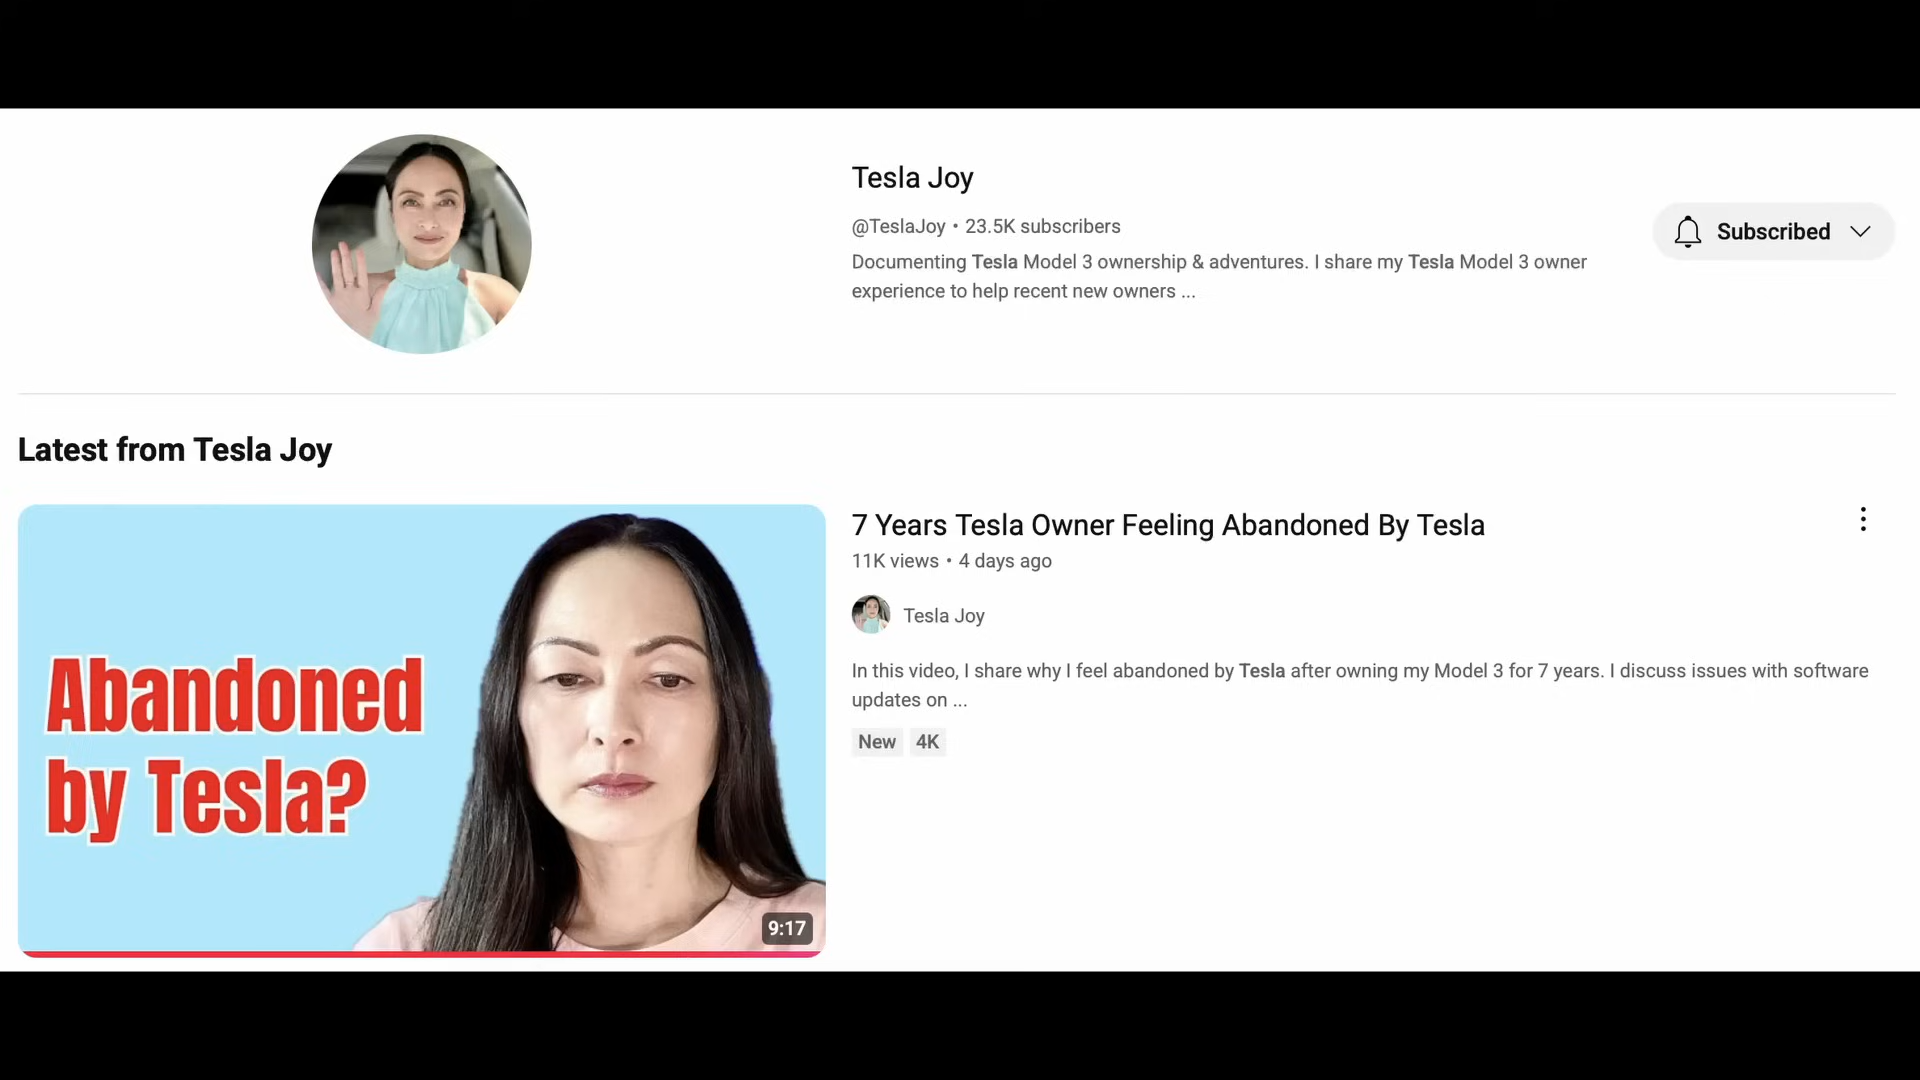 Tesla Joy
@TeslaJoy • 23.5K subscribers
Subscribed
Documenting Tesla Model 3 ownership & adventures. I share my Tesla Model 3 owner
experience to help recent new owners ...
Latest from Tesla Joy
Abandoned
by Tesla?
9:17
7 Years Tesla Owner Feeling Abandoned By Tesla
11K views • 4 days ago
Tesla Joy
In this video, I share why I feel abandoned by Tesla after owning my Model 3 for 7 years. I discuss issues with software
updates on ...
New 4K